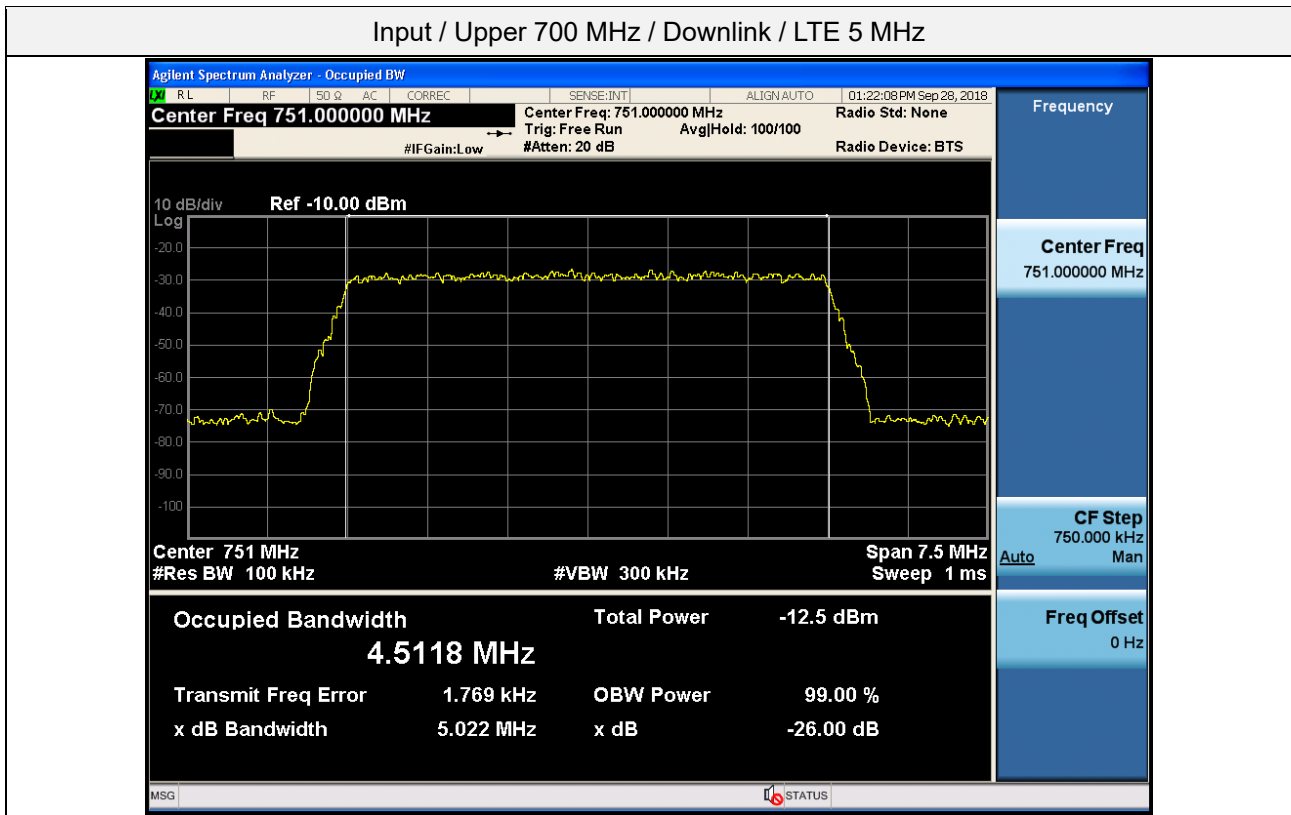 Input / Upper 700 MHz / Downlink / LTE 5 MHz
Agilent Spectrum Analyzer - Occupied BW
LXI RL RF 50 Ω AC CORREC SENSE:INT ALIGN AUTO 01:22:08 PM Sep 28, 2018
Center Freq 751.000000 MHz
Center Freq: 751.000000 MHz
Radio Std: None
Trig: Free Run Avg|Hold: 100/100
#IFGain:Low #Atten: 20 dB Radio Device: BTS
Frequency
10 dB/div Ref -10.00 dBm
Log
-20.0
-30.0
-40.0
-50.0
-60.0
-70.0
-80.0
-90.0
-100
Center 751 MHz Span 7.5 MHz
#Res BW 100 kHz #VBW 300 kHz Sweep 1 ms
Center Freq
751.000000 MHz
CF Step
750.000 kHz
Auto Man
Freq Offset
0 Hz
Occupied Bandwidth Total Power -12.5 dBm
4.5118 MHz
Transmit Freq Error 1.769 kHz OBW Power 99.00 %
x dB Bandwidth 5.022 MHz x dB -26.00 dB
MSG STATUS